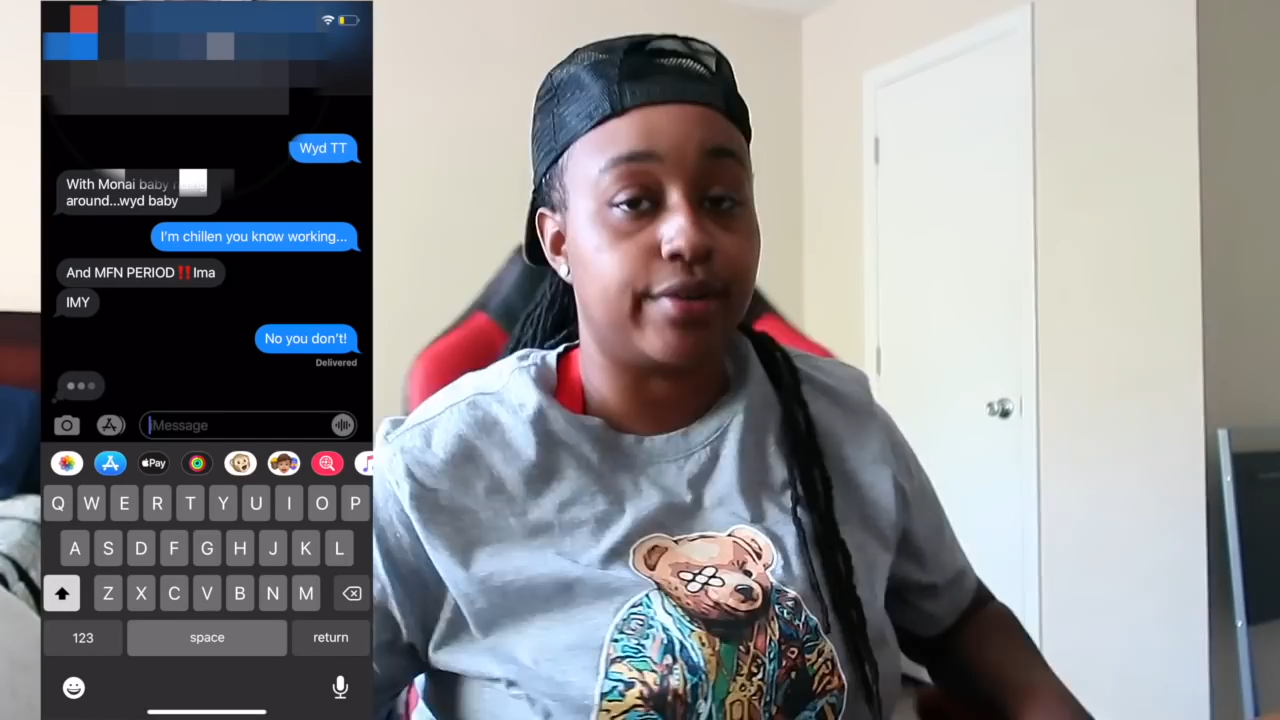 Wyd TT
With Monai baby
around...wyd baby
I'm chillen you know working...
And MFN PERIOD‼️Ima
IMY
No you don't!
Delivered
Message
Pay
Q W E R T Y U I O P
A S D F G H J K L
Z X C V B N M
123 space return